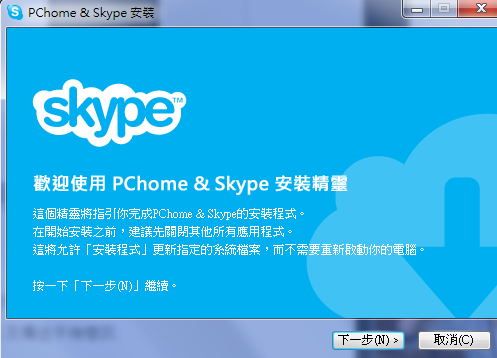 PChome & Skype 安裝
skype™
歡迎使用 PChome & Skype 安裝精靈
這個精靈將指引你完成PChome & Skype的安裝程式。
在開始安裝之前，建議先關閉其他所有應用程式。
這將允許「安裝程式」更新指定的系統檔案，而不需要重新啟動你的電腦。
按一下「下一步(N)」繼續。
下一步(N) >
取消(C)